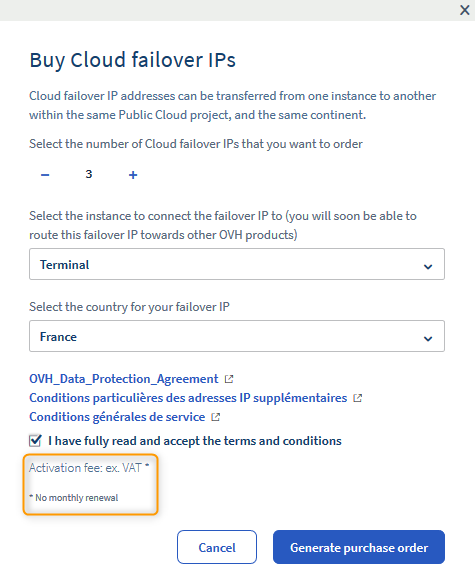 Buy Cloud failover IPs
Cloud failover IP addresses can be transferred from one instance to another
within the same Public Cloud project, and the same continent.
Select the number of Cloud failover IPs that you want to order
− 3 +
Select the instance to connect the failover IP to (you will soon be able to
route this failover IP towards other OVH products)
Terminal
Select the country for your failover IP
France
OVH_Data_Protection_Agreement
Conditions particulières des adresses IP supplémentaires
Conditions générales de service
I have fully read and accept the terms and conditions
Activation fee: ex. VAT *
* No monthly renewal
Cancel
Generate purchase order